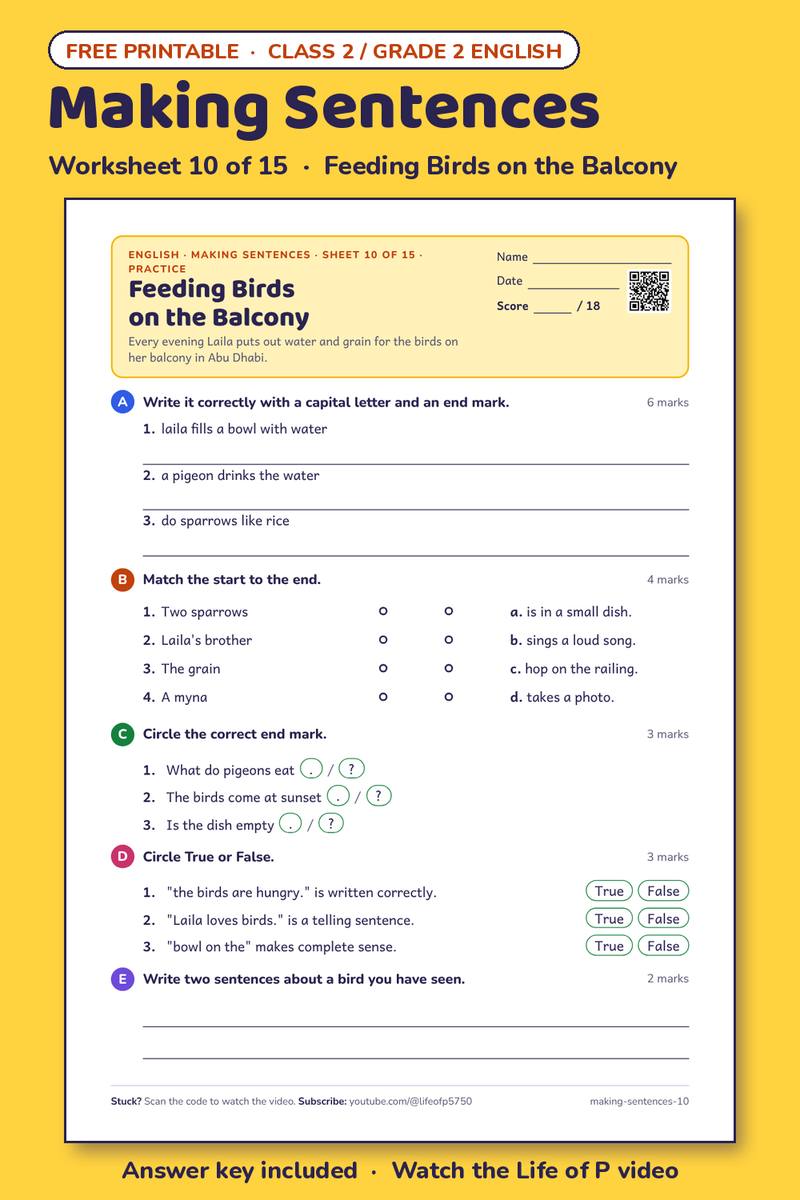 FREE PRINTABLE · CLASS 2 / GRADE 2 ENGLISH
Making Sentences
Worksheet 10 of 15 · Feeding Birds on the Balcony
ENGLISH · MAKING SENTENCES · SHEET 10 OF 15 ·
PRACTICE
Feeding Birds
on the Balcony
Every evening Laila puts out water and grain for the birds on
her balcony in Abu Dhabi.
Name
Date
Score / 18
A Write it correctly with a capital letter and an end mark. 6 marks
1. laila fills a bowl with water
2. a pigeon drinks the water
3. do sparrows like rice
B Match the start to the end. 4 marks
1. Two sparrows a. is in a small dish.
2. Laila's brother b. sings a loud song.
3. The grain c. hop on the railing.
4. A myna d. takes a photo.
C Circle the correct end mark. 3 marks
1. What do pigeons eat . / ?
2. The birds come at sunset . / ?
3. Is the dish empty . / ?
D Circle True or False. 3 marks
1. "the birds are hungry." is written correctly. True False
2. "Laila loves birds." is a telling sentence. True False
3. "bowl on the" makes complete sense. True False
E Write two sentences about a bird you have seen. 2 marks
Stuck? Scan the code to watch the video. Subscribe: youtube.com/@lifeofp5750 making-sentences-10
Answer key included · Watch the Life of P video